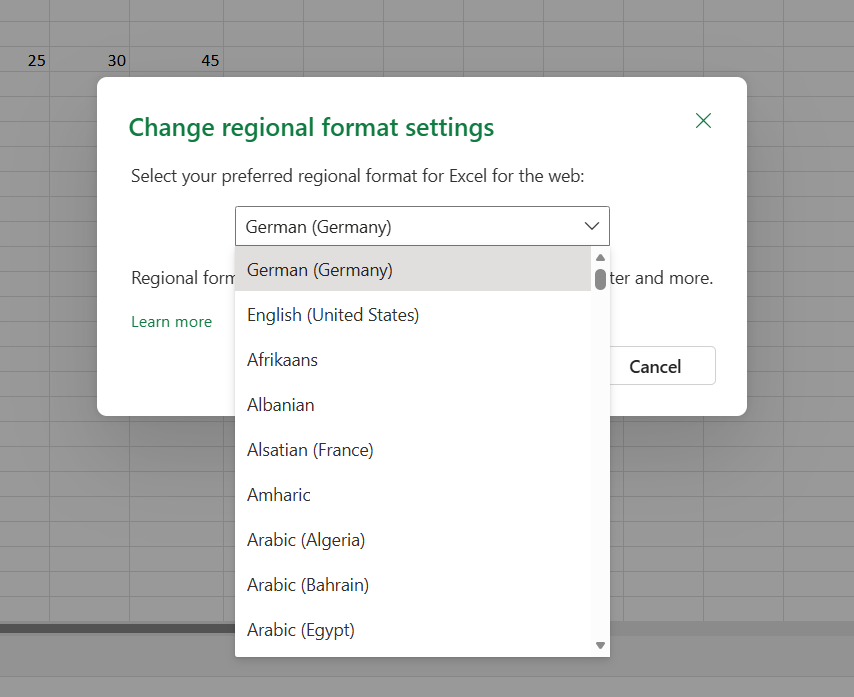 25 30 45
Change regional format settings
Select your preferred regional format for Excel for the web:
German (Germany)
German (Germany)
Regional ter and more.
English (United States)
Learn more
Afrikaans
Cancel
Albanian
Alsatian (France)
Amharic
Arabic (Algeria)
Arabic (Bahrain)
Arabic (Egypt)